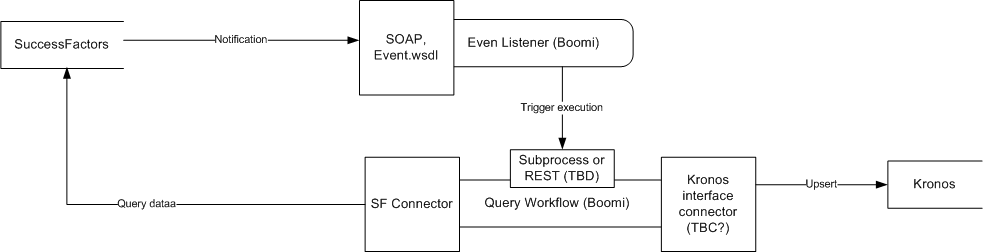 SuccessFactors
Notification
SOAP,
Event.wsdl
Even Listener (Boomi)
Trigger execution
Subprocess or
REST (TBD)
Query dataa
SF Connector
Query Workflow (Boomi)
Kronos
interface
connector
(TBC?)
Upsert
Kronos